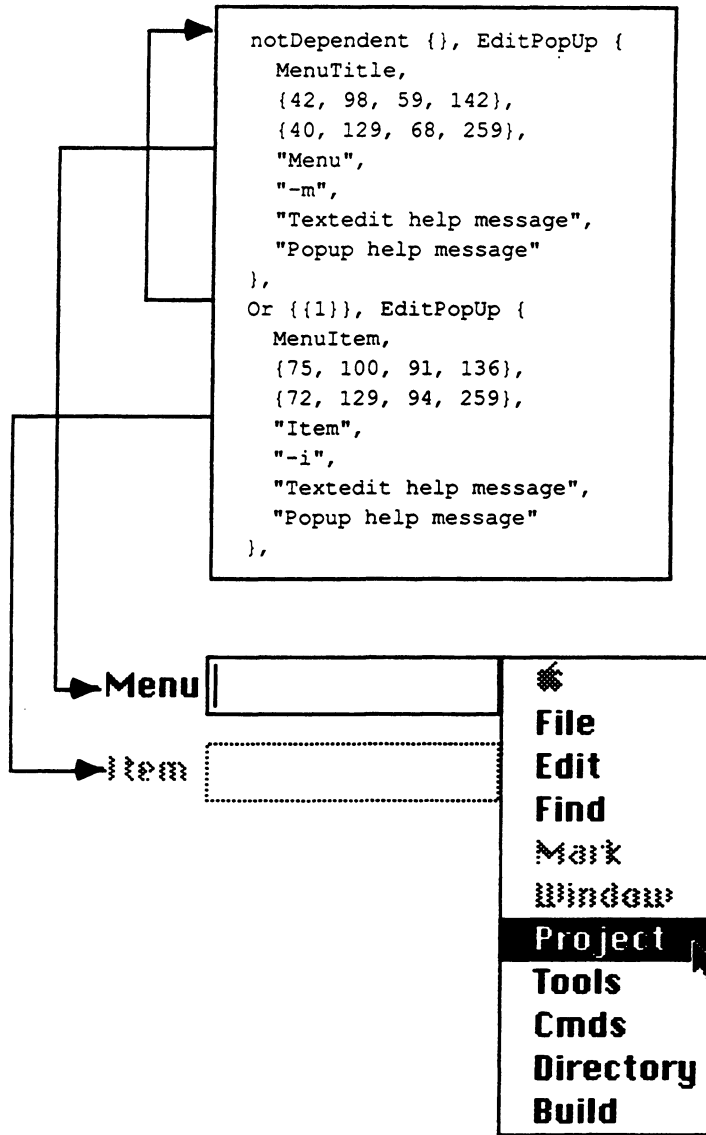 notDependent {}, EditPopUp {
MenuTitle,
{42, 98, 59, 142},
{40, 129, 68, 259},
"Menu",
"-m",
"Textedit help message",
"Popup help message"
},
Or {{1}}, EditPopUp {
MenuItem,
{75, 100, 91, 136},
{72, 129, 94, 259},
"Item",
"-i",
"Textedit help message",
"Popup help message"
},
Menu
Item
File
Edit
Find
Mark
Window
Project
Tools
Cmds
Directory
Build